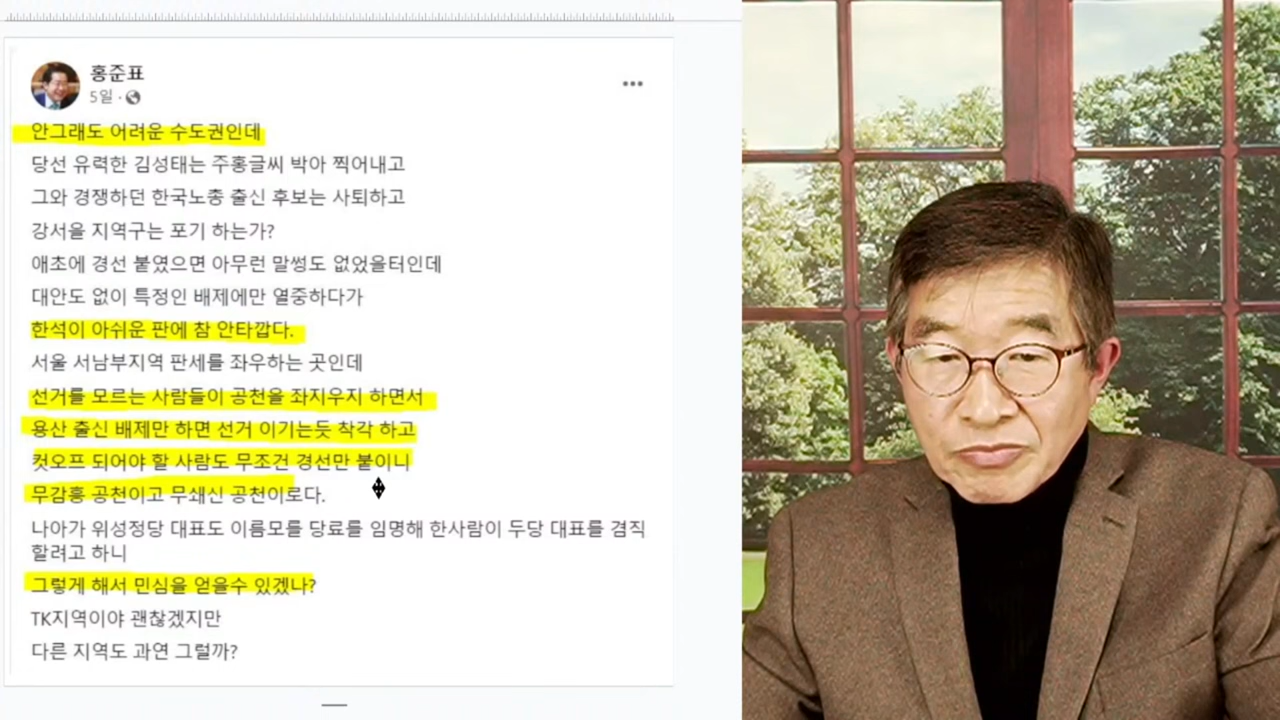 홍준표
5일 ·
안그래도 어려운 수도권인데
당선 유력한 김성태는 주홍글씨 박아 찍어내고
그와 경쟁하던 한국노총 출신 후보는 사퇴하고
강서을 지역구는 포기 하는가?
애초에 경선 붙였으면 아무런 말썽도 없었을터인데
대안도 없이 특정인 배제에만 열중하다가
한석이 아쉬운 판에 참 안타깝다.
서울 서남부지역 판세를 좌우하는 곳인데
선거를 모르는 사람들이 공천을 좌지우지 하면서
용산 출신 배제만 하면 선거 이기는듯 착각 하고
컷오프 되어야 할 사람도 무조건 경선만 붙이니
무감흥 공천이고 무쇄신 공천이로다.
나아가 위성정당 대표도 이름모를 당료를 임명해 한사람이 두당 대표를 겸직
할려고 하니
그렇게 해서 민심을 얻을수 있겠나?
TK지역이야 괜찮겠지만
다른 지역도 과연 그럴까?